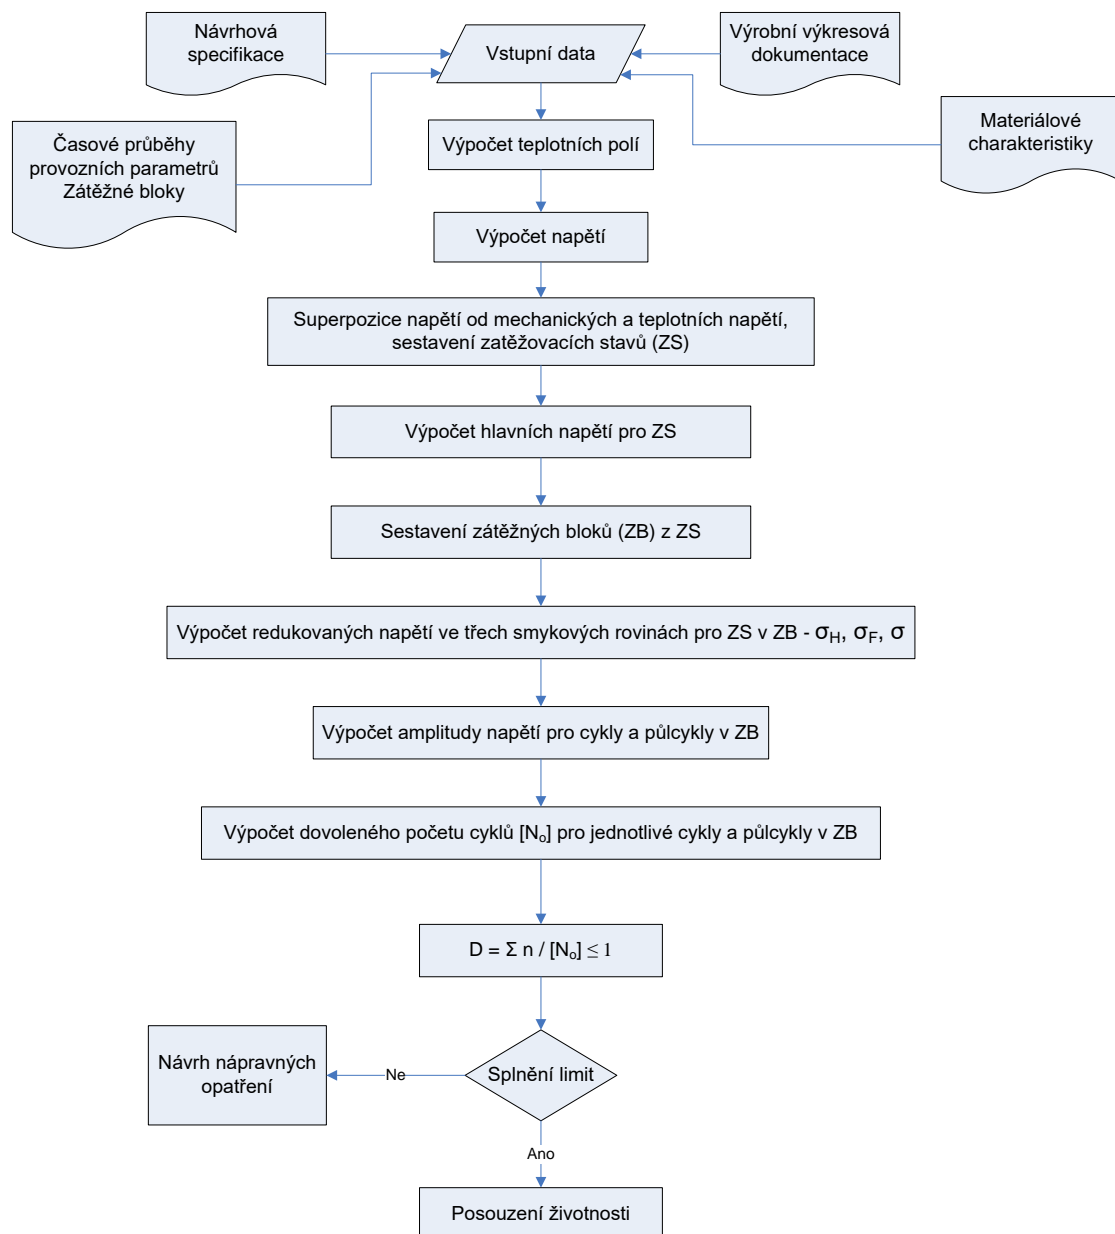 Návrhová
specifikace
Vstupní data
Výrobní výkresová
dokumentace
Časové průběhy
provozních parametrů
Zátěžné bloky
Materiálové
charakteristiky
Výpočet teplotních polí
Výpočet napětí
Superpozice napětí od mechanických a teplotních napětí,
sestavení zatěžovacích stavů (ZS)
Výpočet hlavních napětí pro ZS
Sestavení zátěžných bloků (ZB) z ZS
Výpočet redukovaných napětí ve třech smykových rovinách pro ZS v ZB - σH, σF, σ
Výpočet amplitudy napětí pro cykly a půlcykly v ZB
Výpočet dovoleného početu cyklů [No] pro jednotlivé cykly a půlcykly v ZB
D = Σ n / [No] ≤ 1
Splnění limit
Ne
Návrh nápravných
opatření
Ano
Posouzení životnosti